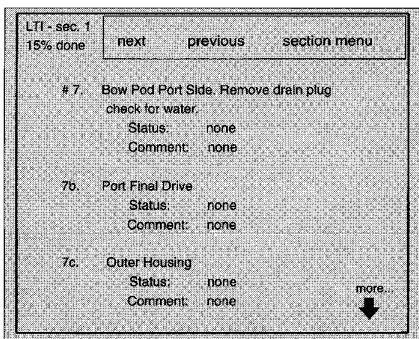 LTI - sec. 1
15% done
next previous section menu
# 7. Bow Pod Port Side. Remove drain plug
check for water.
Status: none
Comment: none
7b. Port Final Drive
Status: none
Comment: none
7c. Outer Housing
Status: none
Comment: none
more...